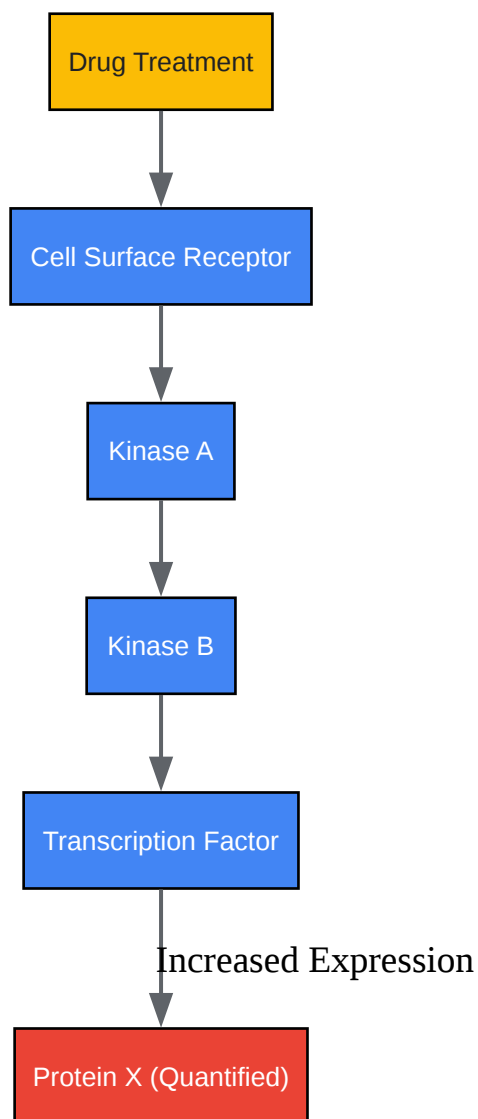 Drug Treatment
Cell Surface Receptor
Kinase A
Kinase B
Transcription Factor
Increased Expression
Protein X (Quantified)